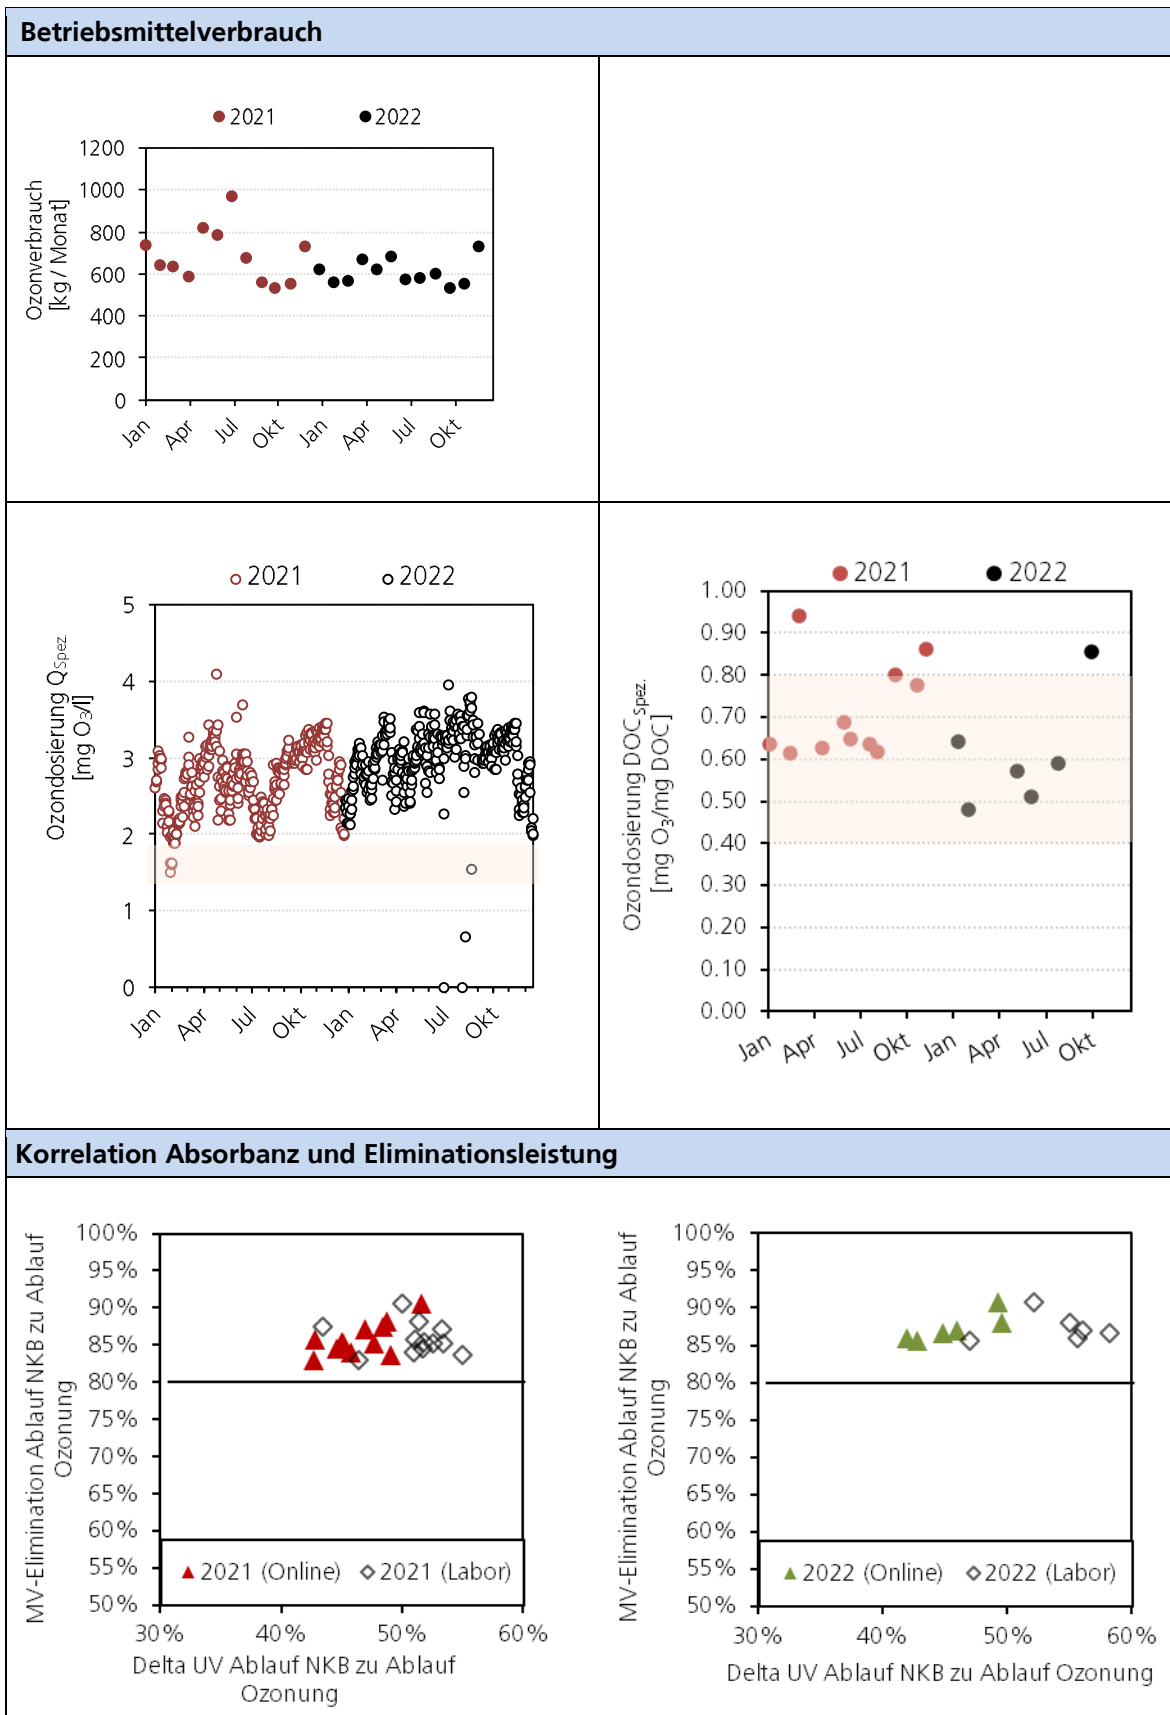 Betriebsmittelverbrauch
2021 2022
Ozonverbrauch
[kg / Monat]
1200
1000
800
600
400
200
0
Jan Apr Jul Okt Jan Apr Jul Okt
2021 2022
Ozondosierung QSpez.
[mg O3/l]
5
4
3
2
1
0
Jan Apr Jul Okt Jan Apr Jul Okt
2021 2022
Ozondosierung DOCspez.
[mg O3/mg DOC]
1.00
0.90
0.80
0.70
0.60
0.50
0.40
0.30
0.20
0.10
0.00
Jan Apr Jul Okt Jan Apr Jul Okt
Korrelation Absorbanz und Eliminationsleistung
MV-Elimination Ablauf NKB zu Ablauf
Ozonung
100%
95%
90%
85%
80%
75%
70%
65%
60%
55%
50%
2021 (Online) 2021 (Labor)
30% 40% 50% 60%
Delta UV Ablauf NKB zu Ablauf
Ozonung
MV-Elimination Ablauf NKB zu Ablauf
Ozonung
100%
95%
90%
85%
80%
75%
70%
65%
60%
55%
50%
2022 (Online) 2022 (Labor)
30% 40% 50% 60%
Delta UV Ablauf NKB zu Ablauf Ozonung